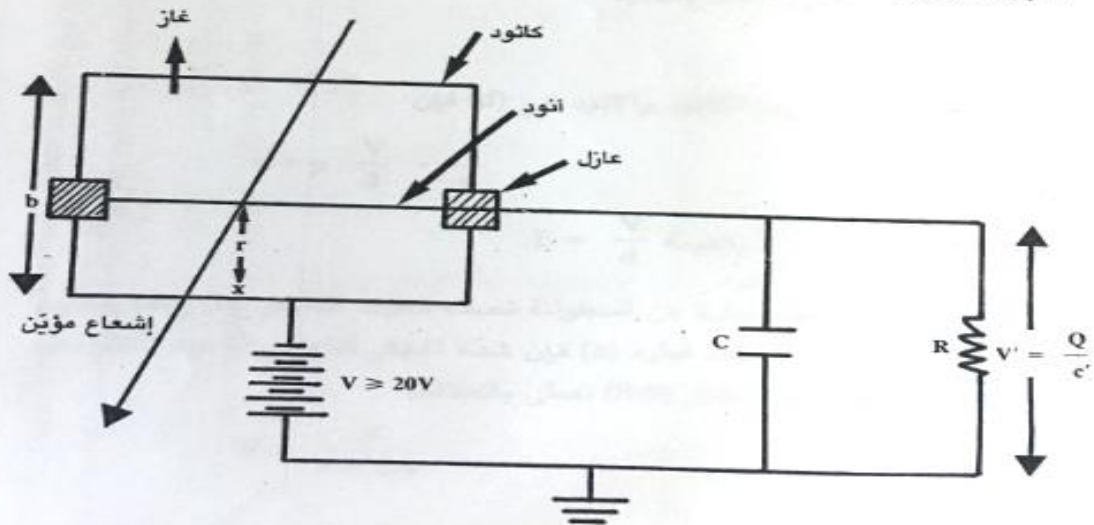 غاز
كاثود
انود
عازل
b
r
x
إشعاع مؤيّن
V ⩾ 20V
C
R
V' = Q / c'